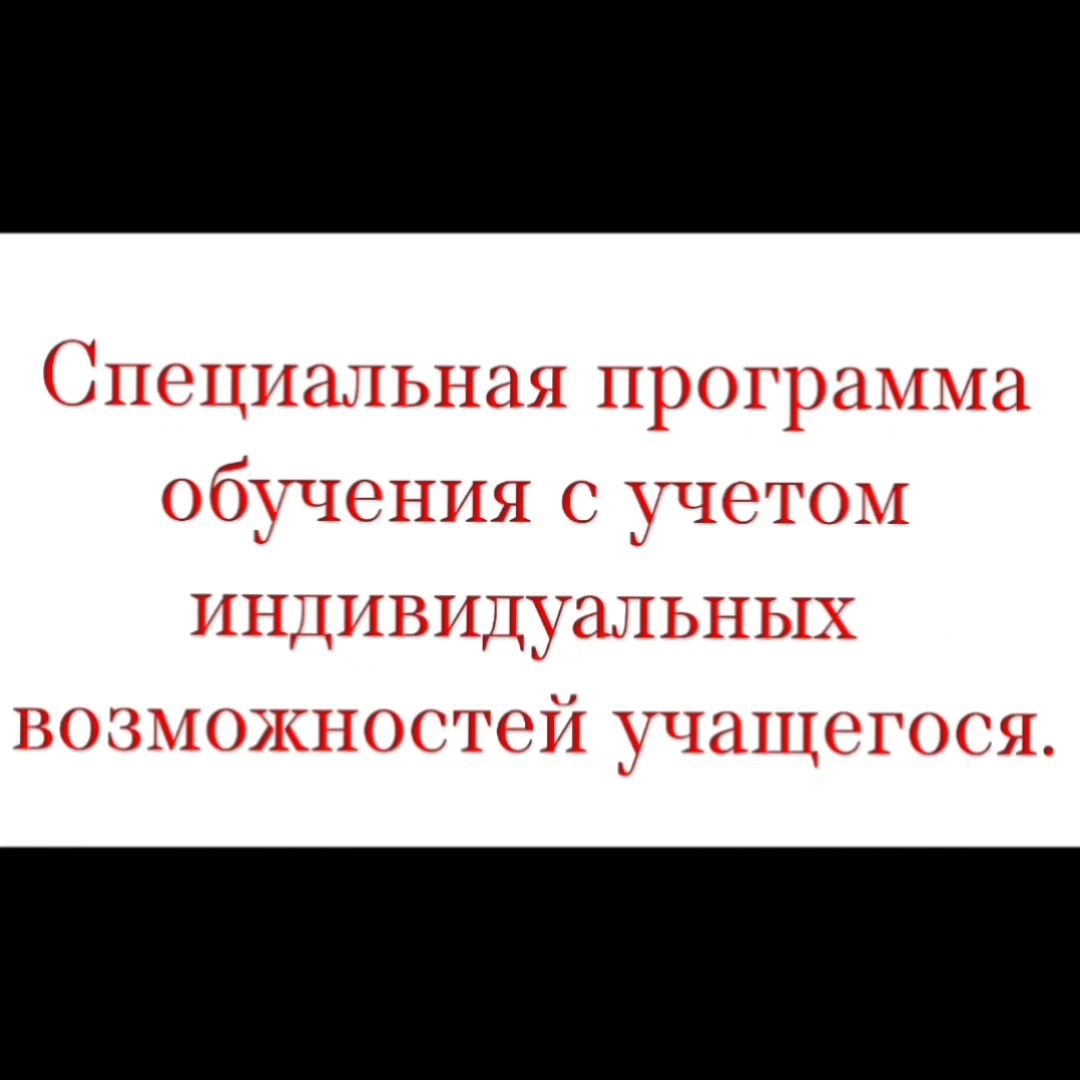 Специальная программа
обучения с учетом
индивидуальных
возможностей учащегося.